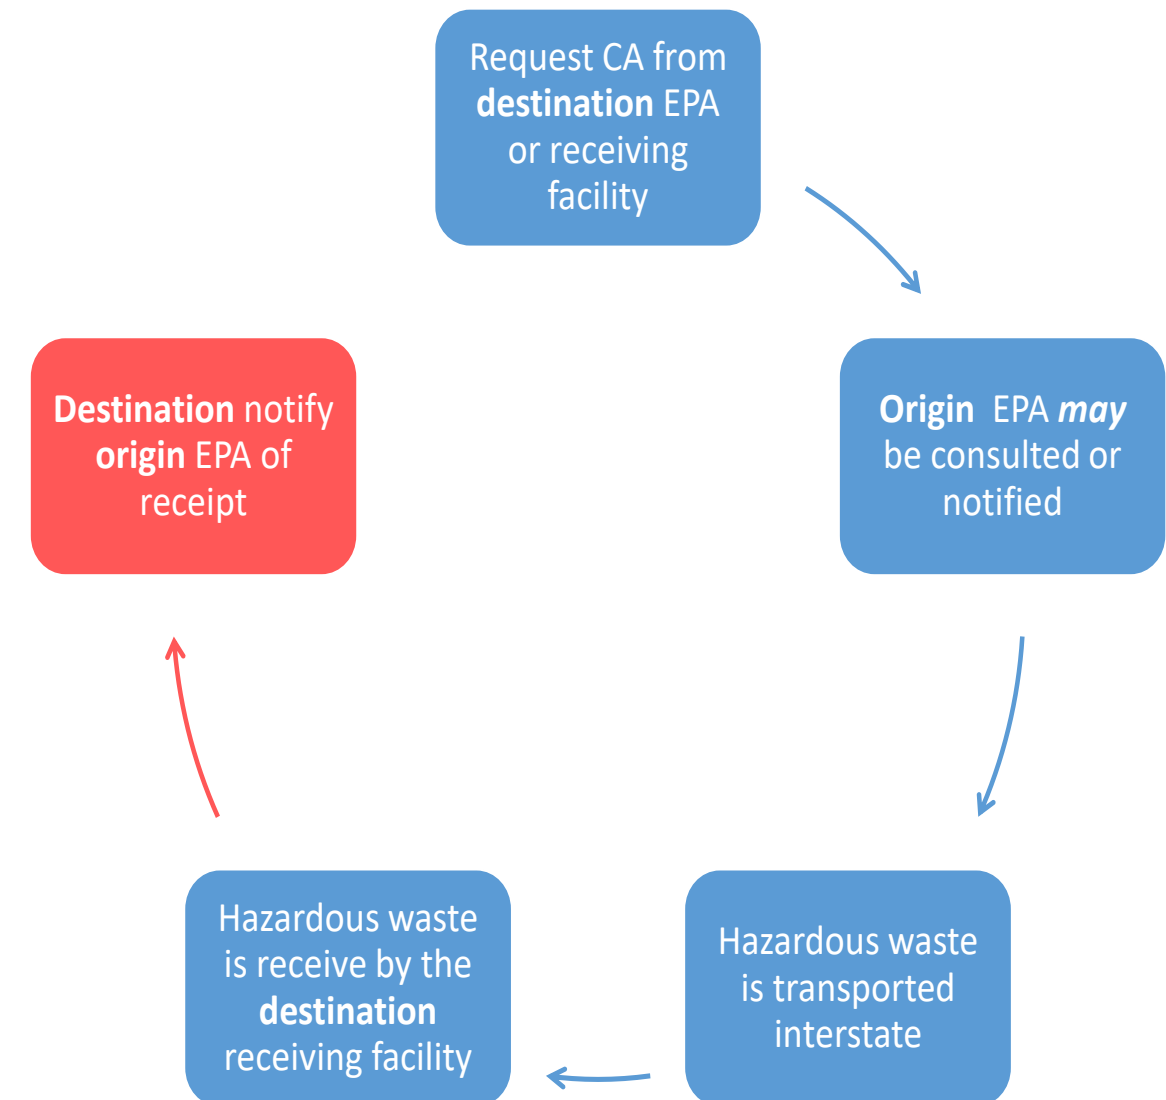 Request CA from
destination EPA
or receiving
facility
Origin EPA may
be consulted or
notified
Hazardous waste
is transported
interstate
Hazardous waste
is receive by the
destination
receiving facility
Destination notify
origin EPA of
receipt